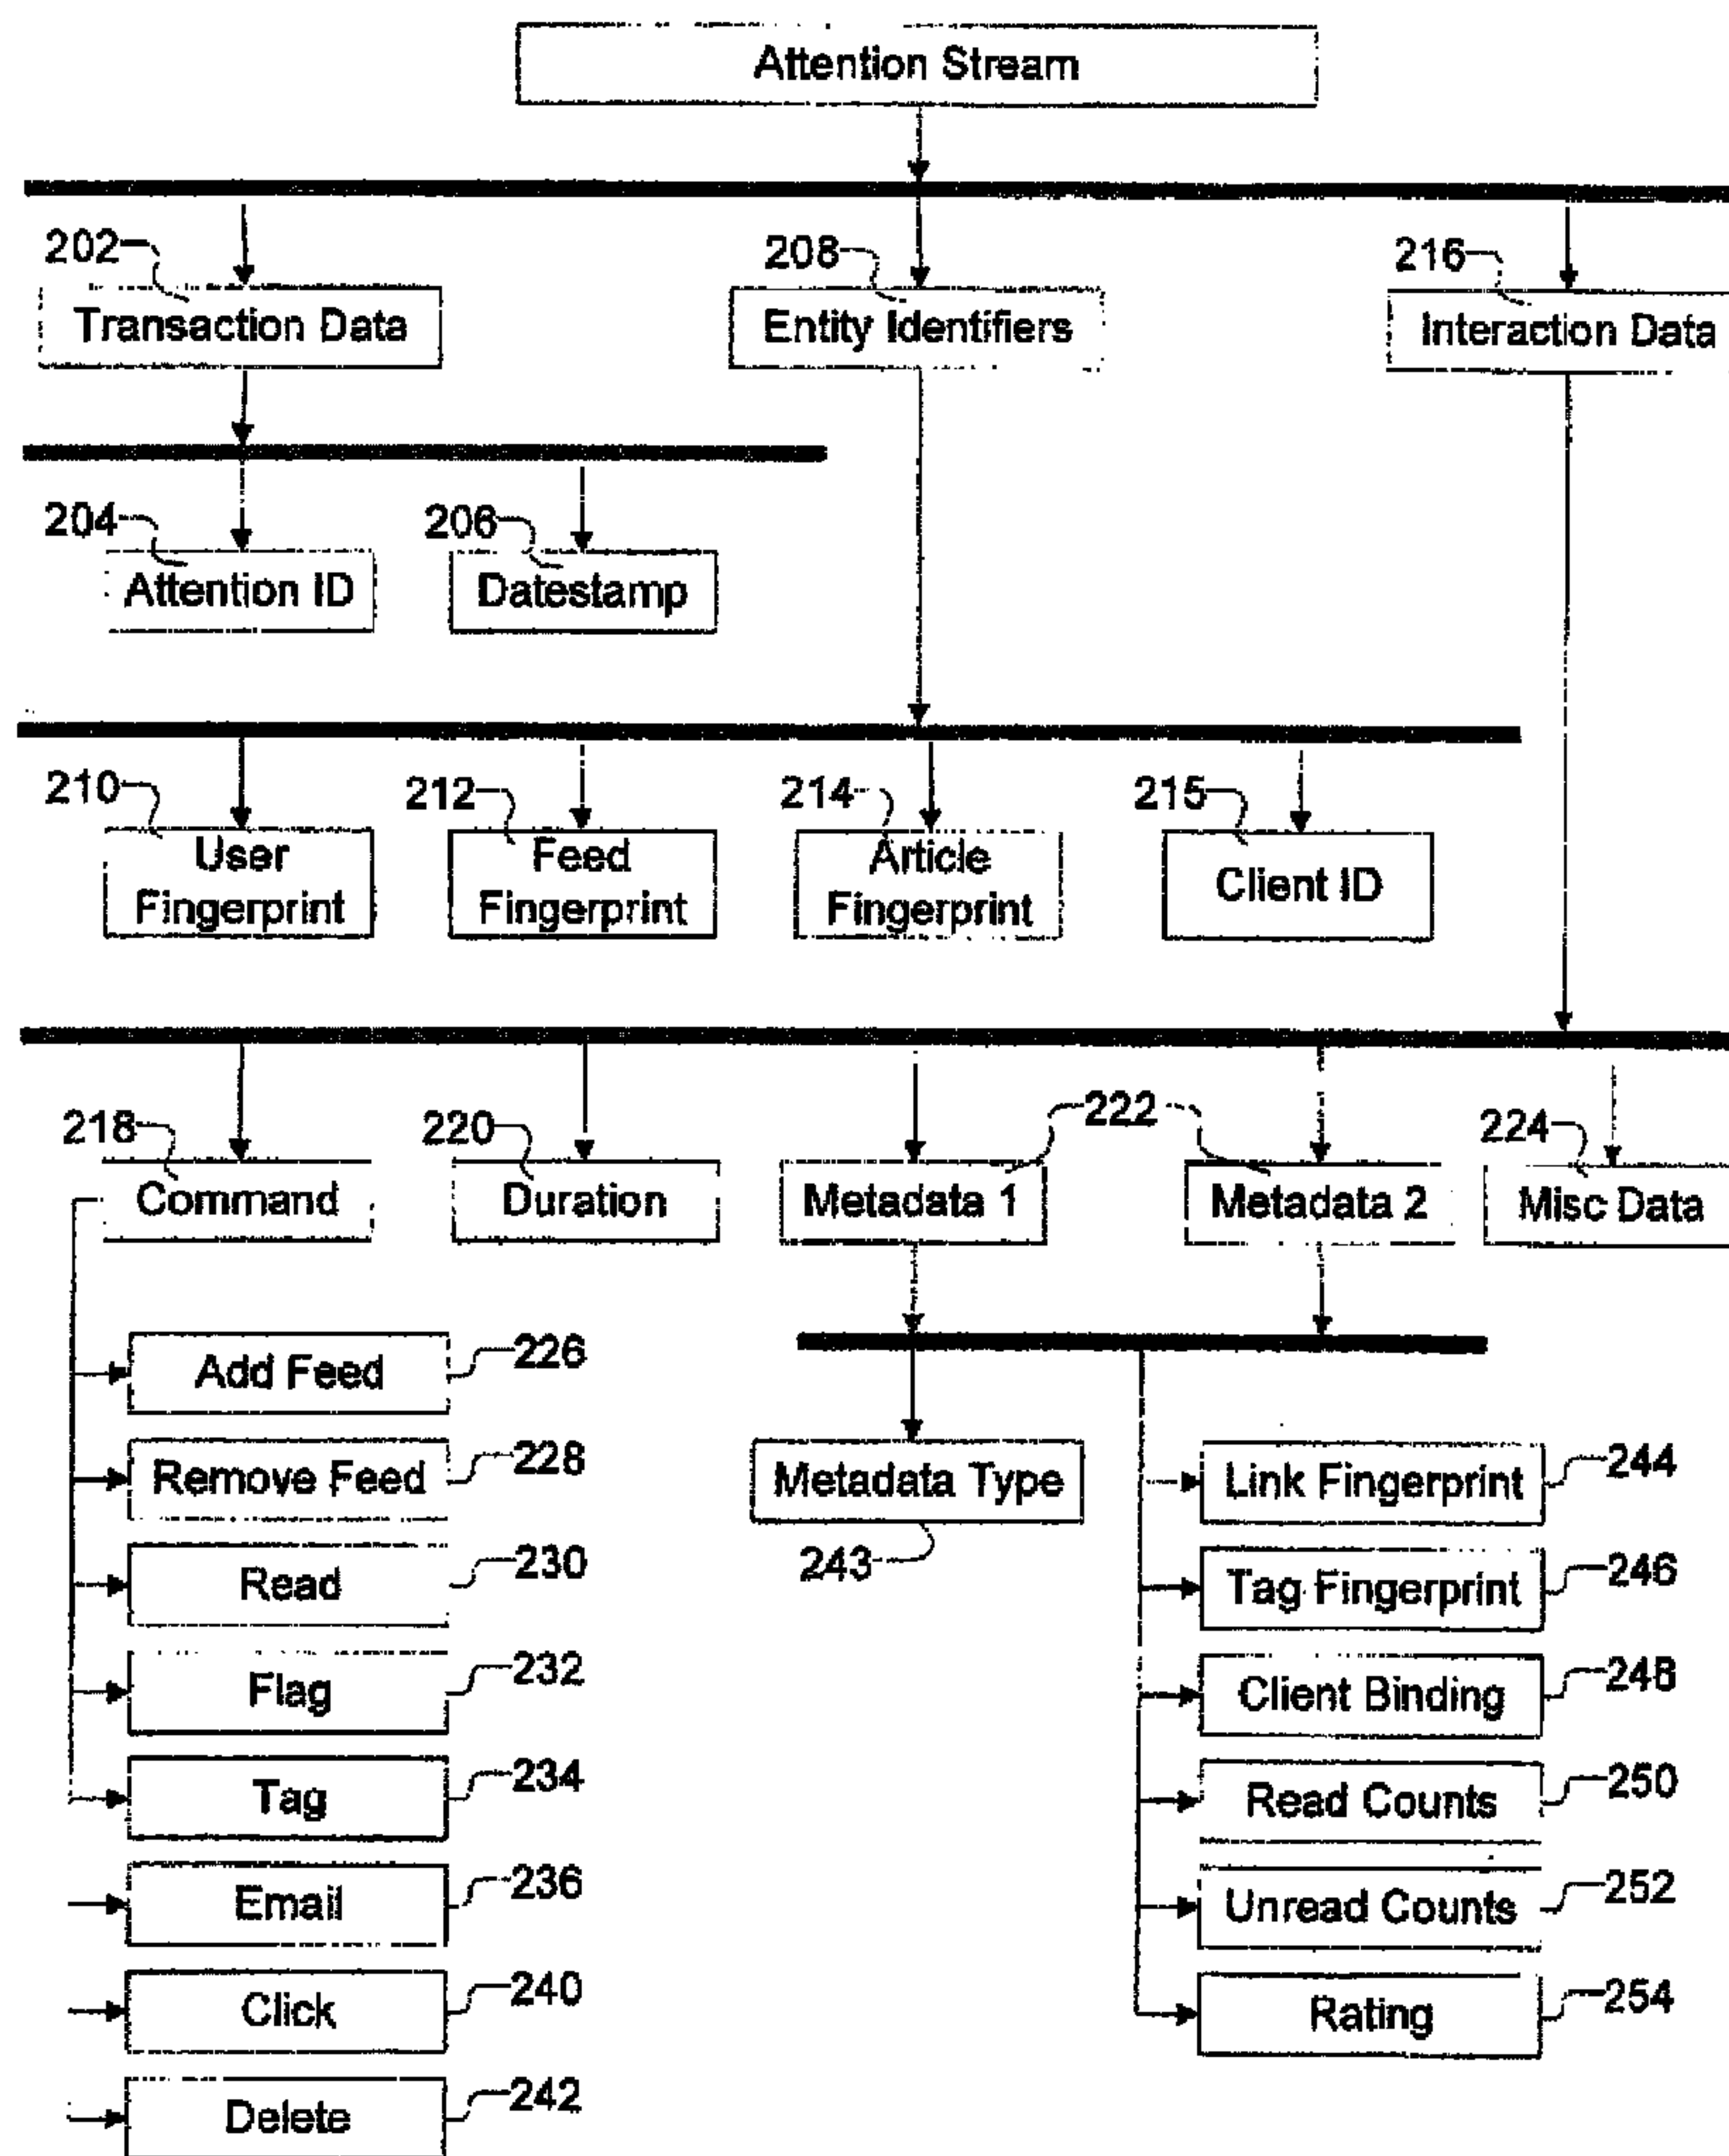 Attention Stream
202
208
216
Transaction Data
Entity Identifiers
Interaction Data
204
206
Attention ID
Datestamp
210
212
214
215
User
Fingerprint
Feed
Fingerprint
Article
Fingerprint
Client ID
218
220
222
224
Command
Duration
Metadata 1
Metadata 2
Misc Data
Add Feed
226
Remove Feed
228
Read
230
Flag
232
Tag
234
Email
236
Click
240
Delete
242
Metadata Type
243
Link Fingerprint
244
Tag Fingerprint
246
Client Binding
248
Read Counts
250
Unread Counts
252
Rating
254